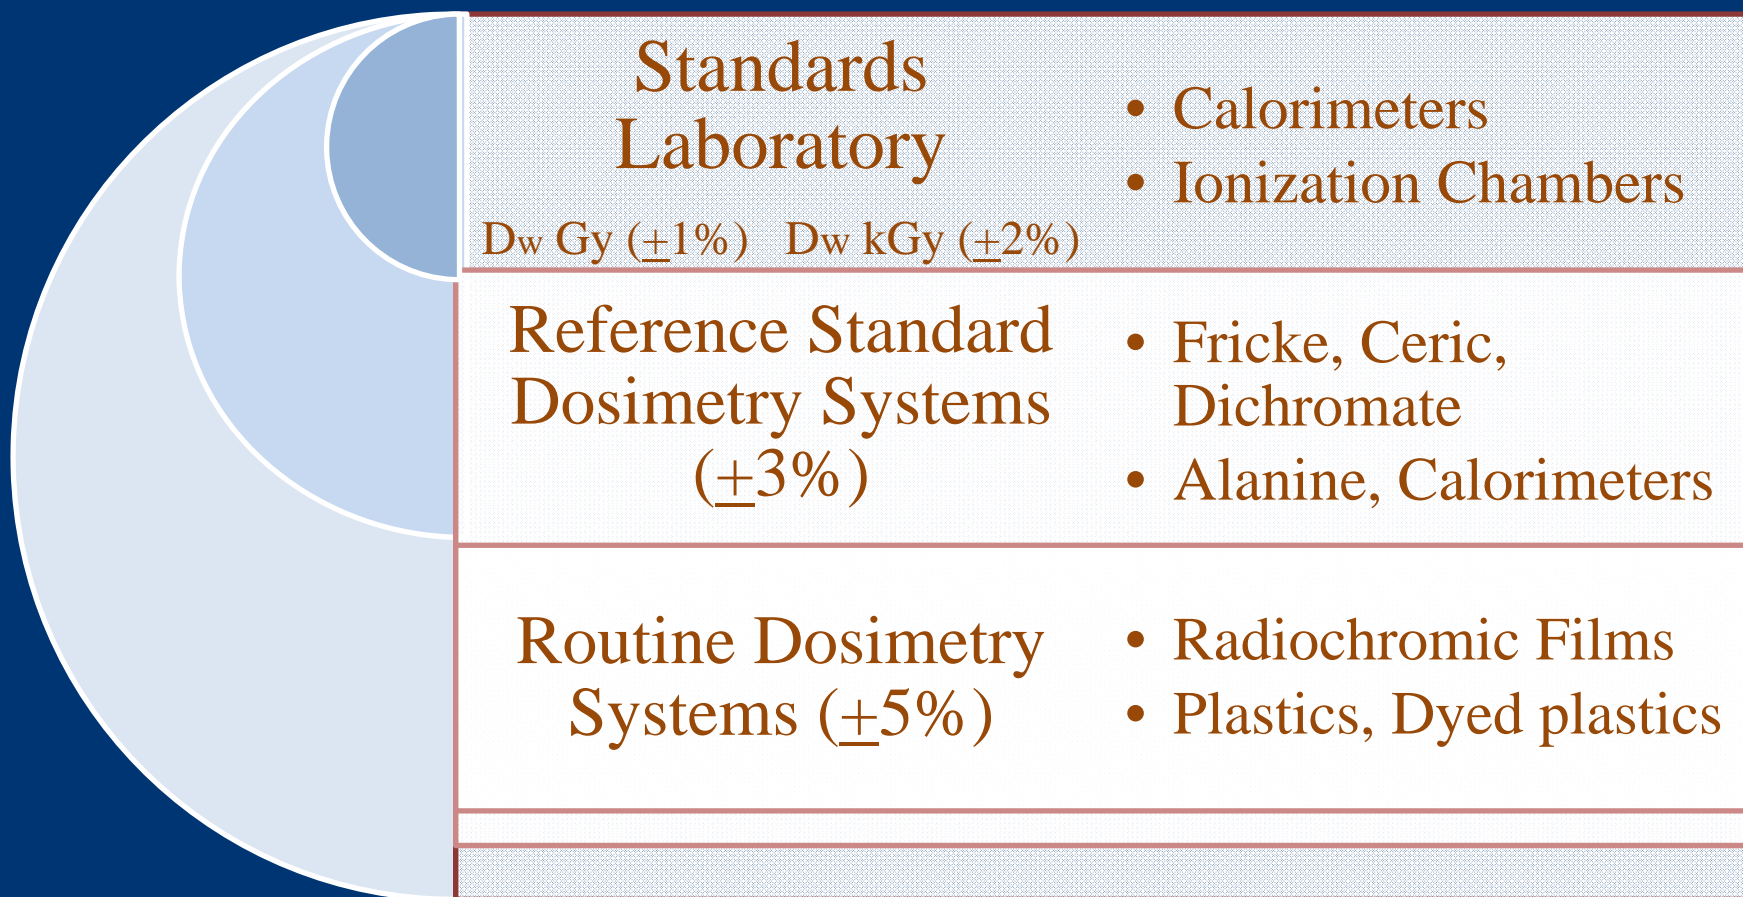 Standards
Laboratory
Dw Gy (±1%) Dw kGy (±2%)
• Calorimeters
• Ionization Chambers
Reference Standard
Dosimetry Systems
(±3%)
• Fricke, Ceric,
Dichromate
• Alanine, Calorimeters
Routine Dosimetry
Systems (±5%)
• Radiochromic Films
• Plastics, Dyed plastics